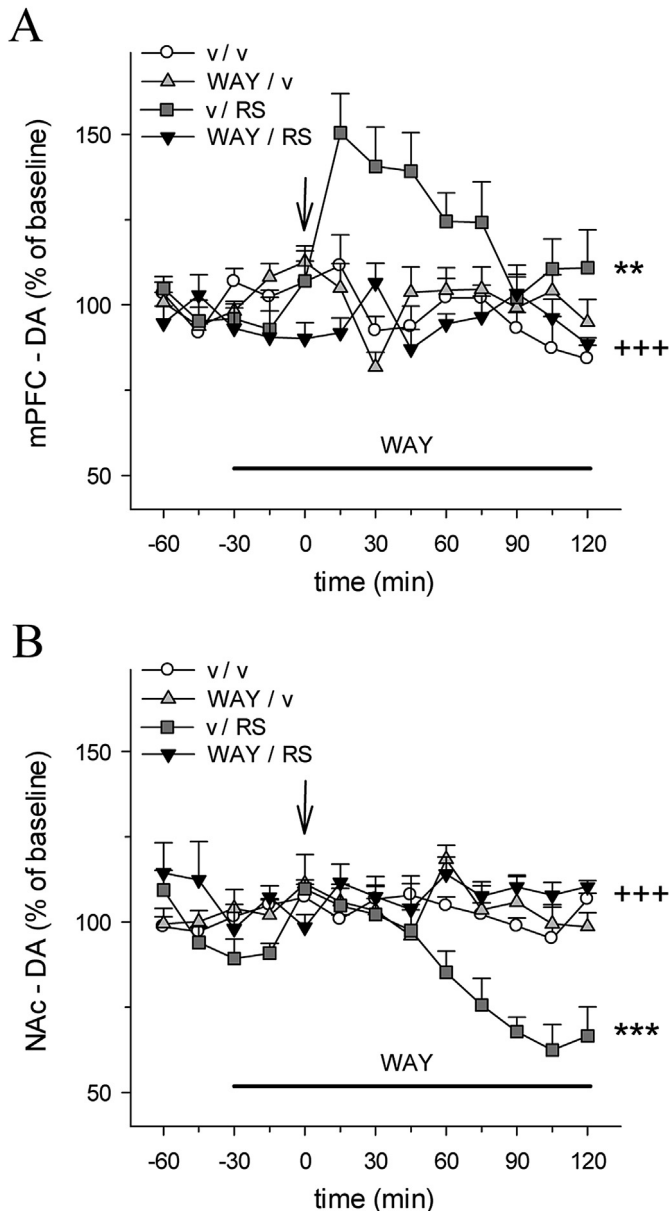 A
v / v
WAY / v
v / RS
WAY / RS
mPFC - DA (% of baseline)
150
100
50
**
+++
WAY
-60 -30 0 30 60 90 120
time (min)
B
v / v
WAY / v
v / RS
WAY / RS
NAc - DA (% of baseline)
150
100
50
+++
***
WAY
-60 -30 0 30 60 90 120
time (min)